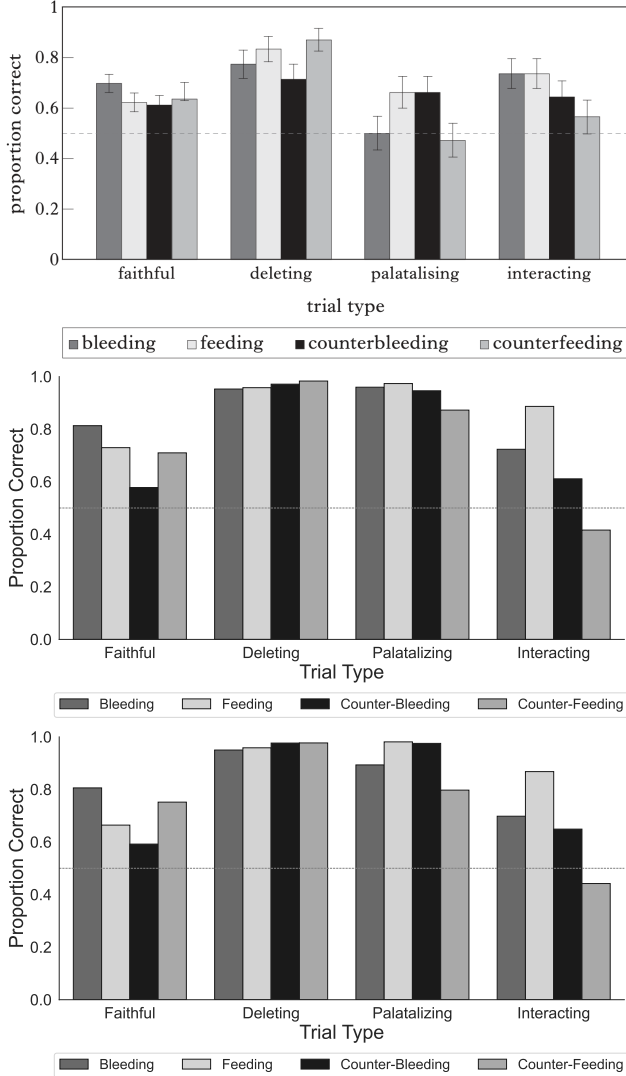 1
0.8
0.6
0.4
0.2
0
proportion correct
faithful deleting palatalising interacting
trial type
bleeding feeding counterbleeding counterfeeding
1.0
0.8
0.6
0.4
0.2
0.0
Proportion Correct
Faithful Deleting Palatalizing Interacting
Trial Type
Bleeding Feeding Counter-Bleeding Counter-Feeding
1.0
0.8
0.6
0.4
0.2
0.0
Proportion Correct
Faithful Deleting Palatalizing Interacting
Trial Type
Bleeding Feeding Counter-Bleeding Counter-Feeding